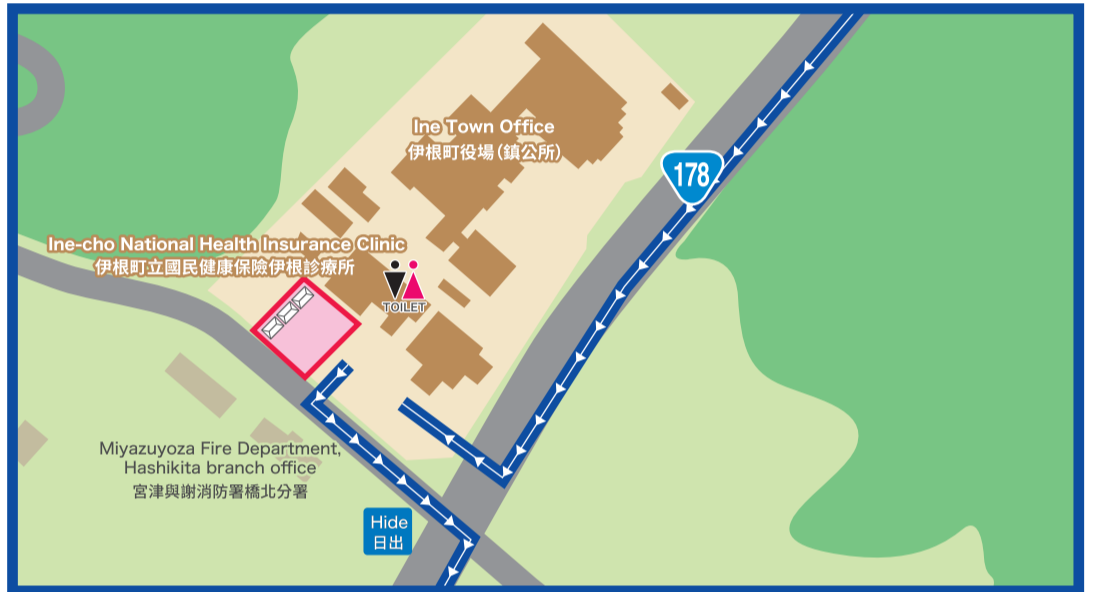 Ine Town Office
伊根町役場(鎮公所)
178
Ine-cho National Health Insurance Clinic
伊根町立國民健康保險伊根診療所
TOILET
Miyazuyoza Fire Department,
Hashikita branch office
宮津與謝消防署橋北分署
Hide
日出